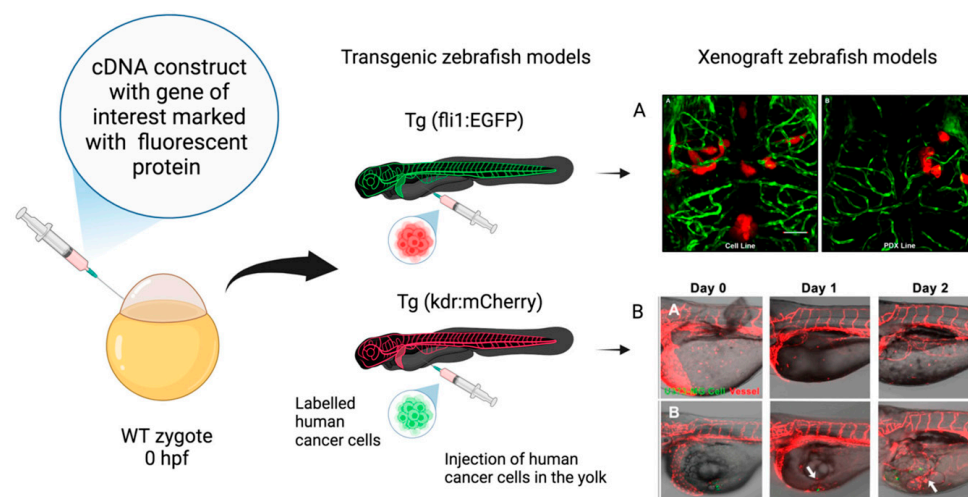 cDNA construct
with gene of
interest marked
with fluorescent
protein
WT zygote
0 hpf
Transgenic zebrafish models
Tg (fli1:EGFP)
Tg (kdr:mCherry)
Labelled
human
cancer cells
Injection of human
cancer cells in the yolk
Xenograft zebrafish models
A
A
Cell Line
B
PDX Line
B
Day 0
Day 1
Day 2
A
Cell Vessel
B